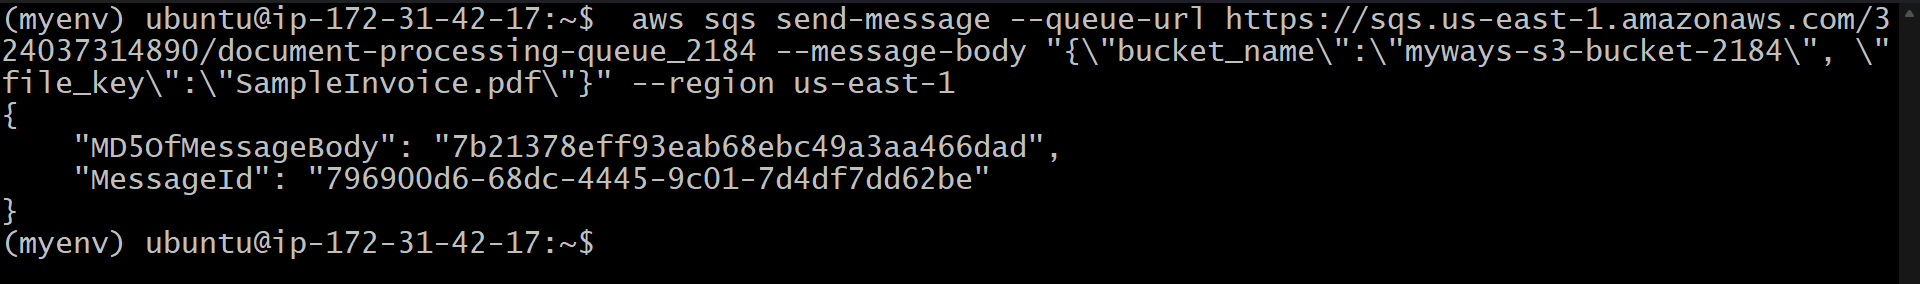 (myenv) ubuntu@ip-172-31-42-17:~$  aws sqs send-message --queue-url https://sqs.us-east-1.amazonaws.com/3
24037314890/document-processing-queue_2184 --message-body "{\"bucket_name\":\"myways-s3-bucket-2184\", \"
file_key\":\"SampleInvoice.pdf\"}" --region us-east-1
{
    "MD5OfMessageBody": "7b21378eff93eab68ebc49a3aa466dad",
    "MessageId": "796900d6-68dc-4445-9c01-7d4df7dd62be"
}
(myenv) ubuntu@ip-172-31-42-17:~$